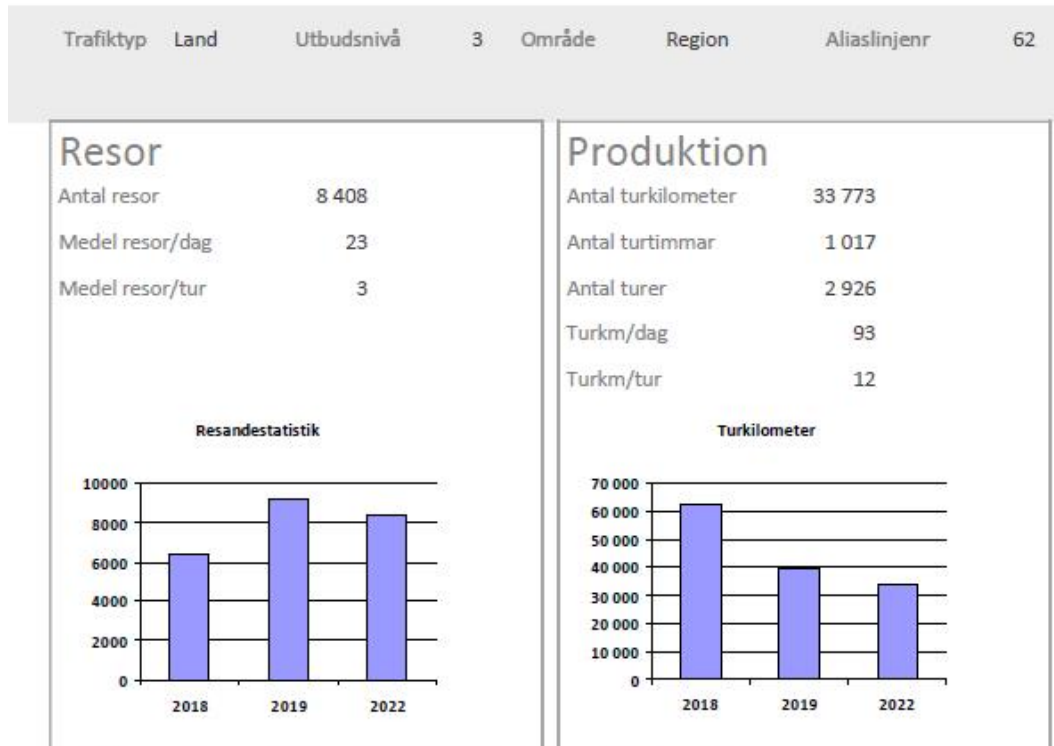 Trafiktyp Land Utbudsnivå 3 Område Region Aliaslinjenr 62
Resor
Antal resor 8 408
Medel resor/dag 23
Medel resor/tur 3
Resandestatistik
10000
8000
6000
4000
2000
0
2018 2019 2022
Produktion
Antal turkilometer 33 773
Antal turtimmar 1 017
Antal turer 2 926
Turkm/dag 93
Turkm/tur 12
Turkilometer
70 000
60 000
50 000
40 000
30 000
20 000
10 000
0
2018 2019 2022